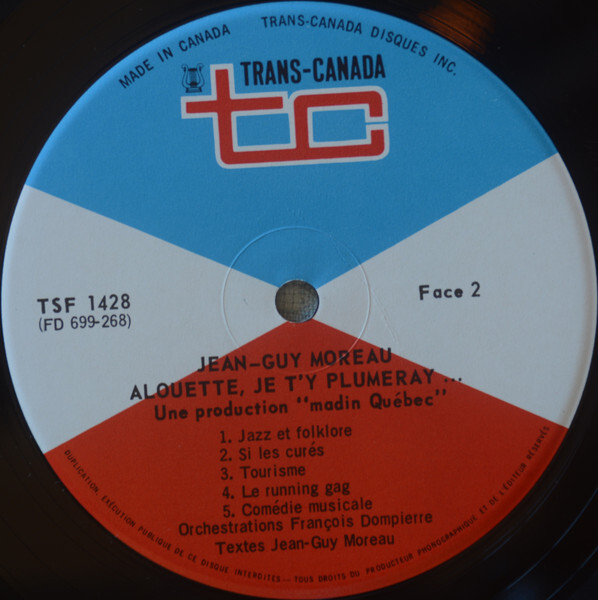 MADE IN CANADA
TRANS-CANADA DISQUES INC.
TRANS-CANADA
tc
TSF 1428
(FD 699-268)
Face 2
JEAN-GUY MOREAU
ALOUETTE, JE T'Y PLUMERAY ...
Une production "madin Québec"
1. Jazz et folklore
2. Si les curés
3. Tourisme
4. Le running gag
5. Comédie musicale
Orchestrations François Dompierre
Textes Jean-Guy Moreau
DUPLICATION, EXÉCUTION PUBLIQUE DE CE DISQUE INTERDITES — TOUS DROITS DU PRODUCTEUR PHONOGRAPHIQUE ET DE L'ÉDITEUR RÉSERVÉS